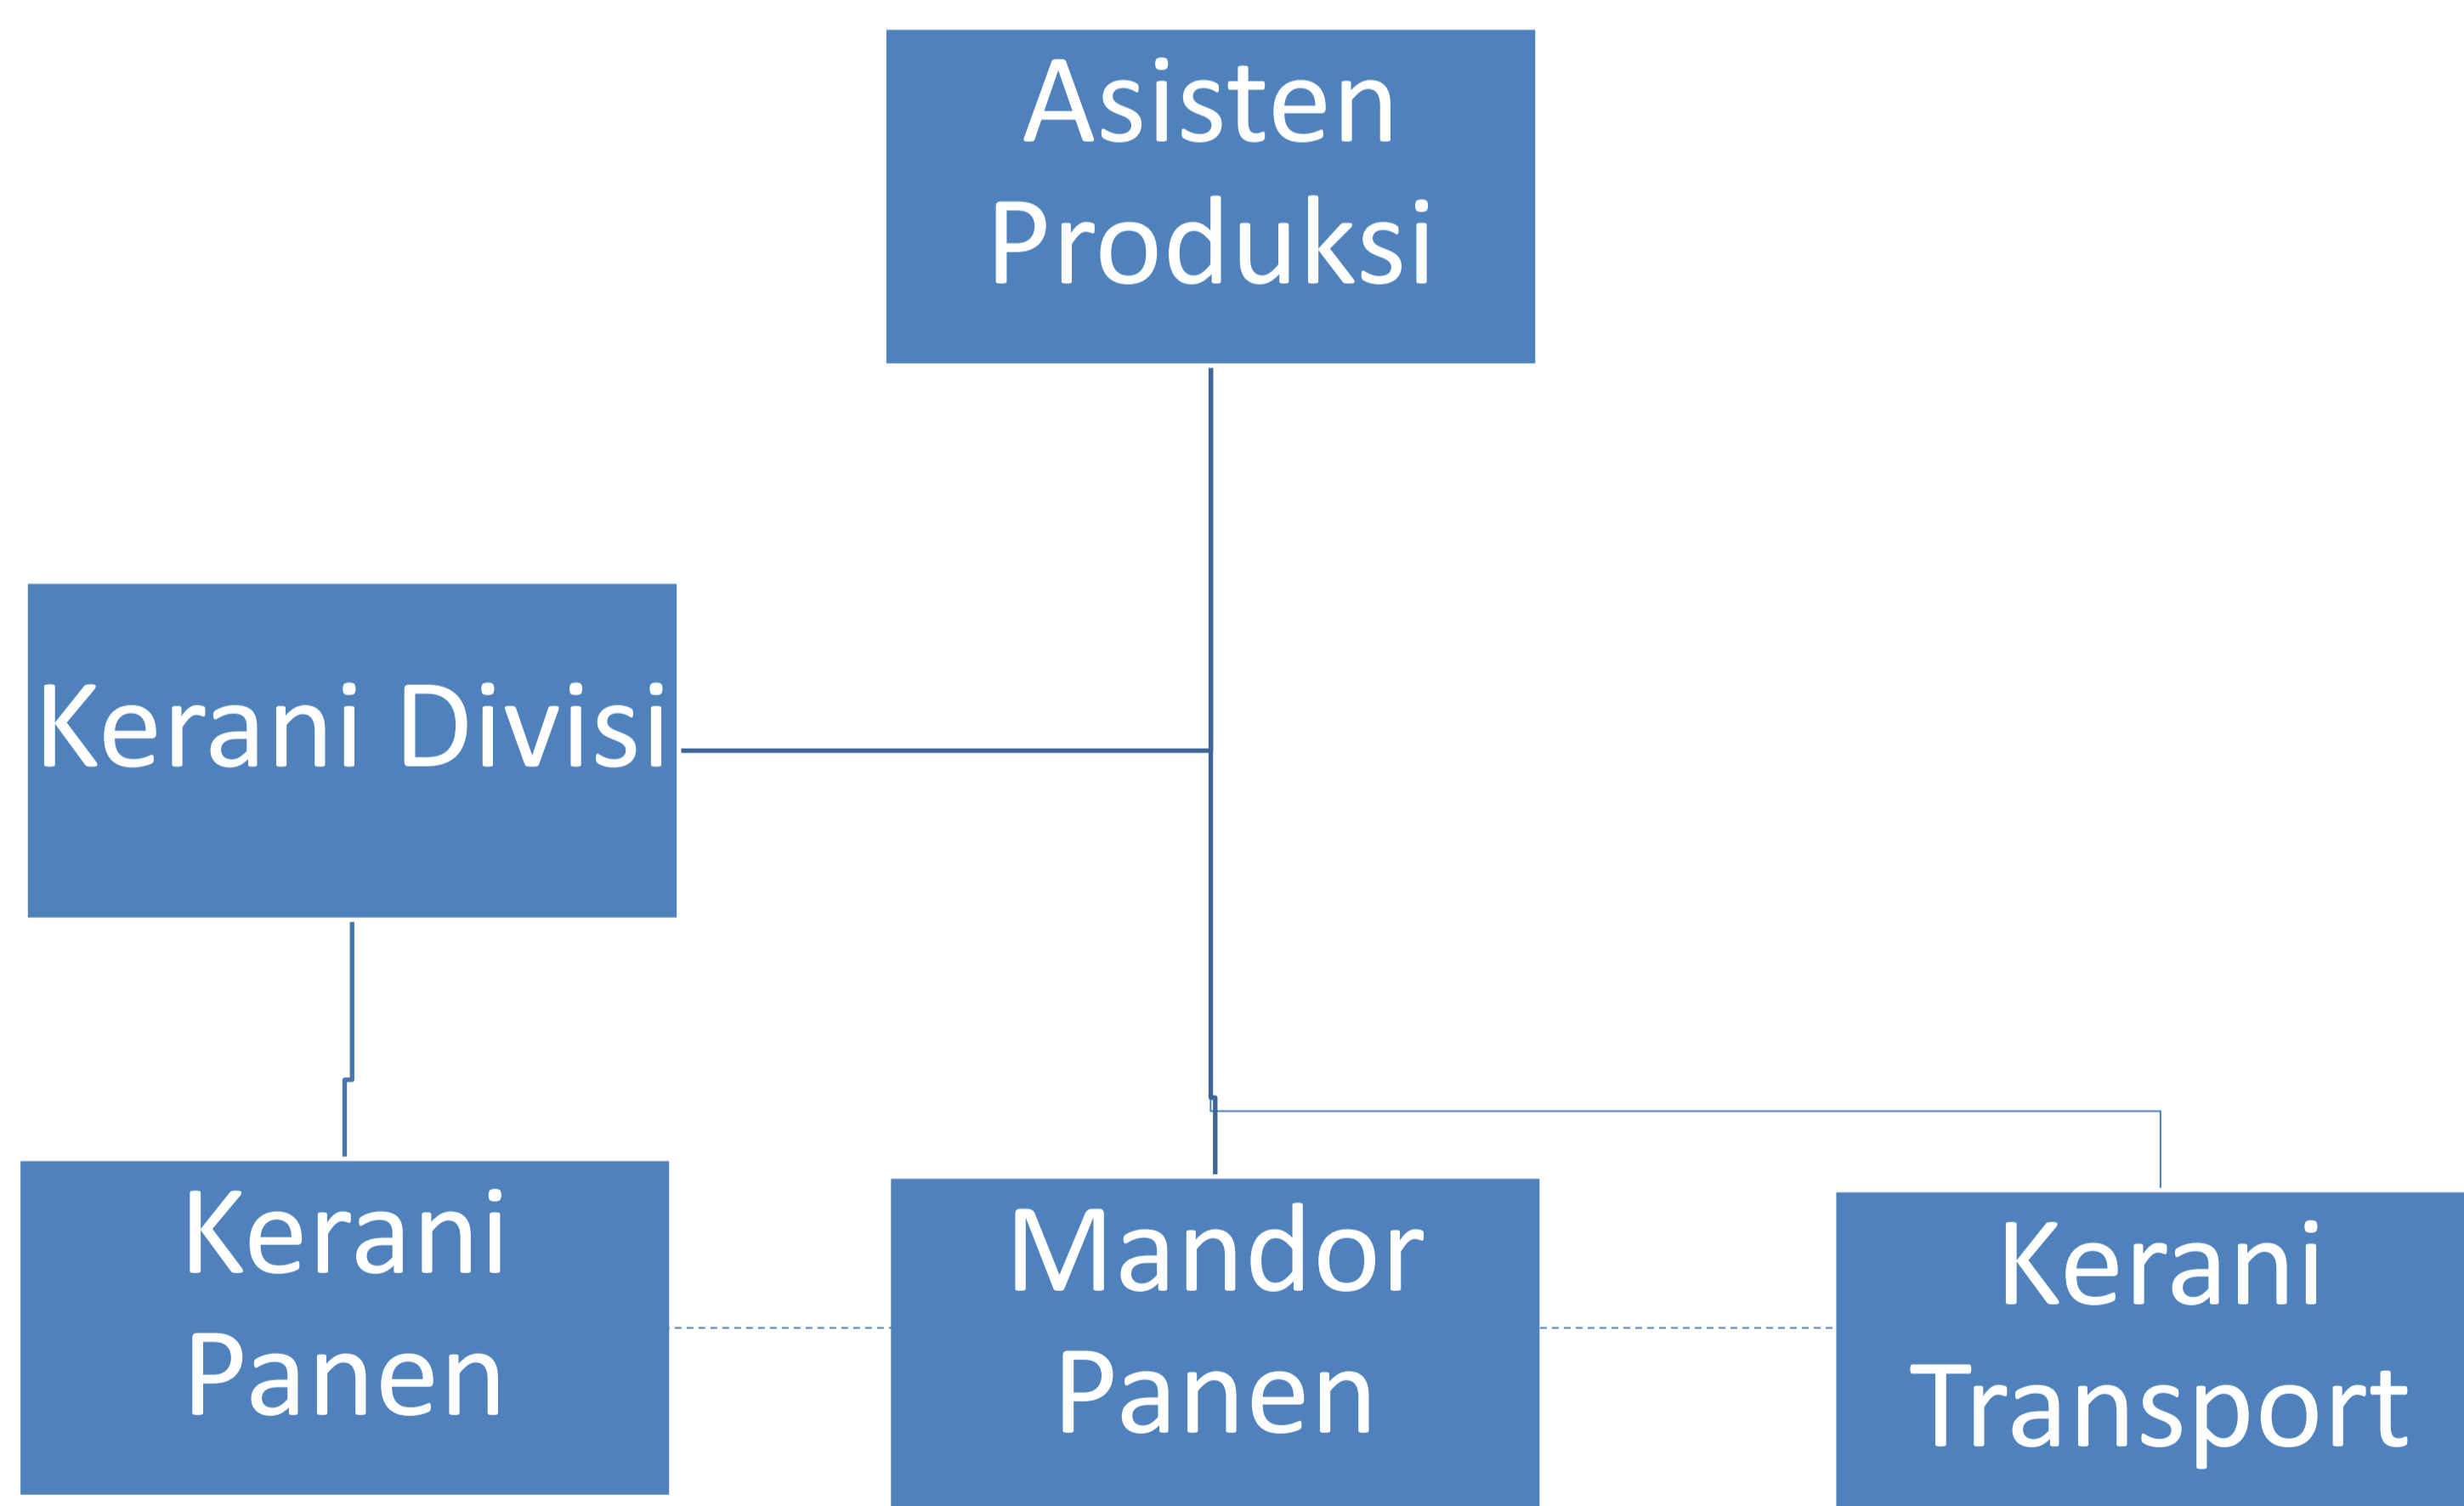 Asisten
Produksi
Kerani Divisi
Kerani
Panen
Mandor
Panen
Kerani
Transport